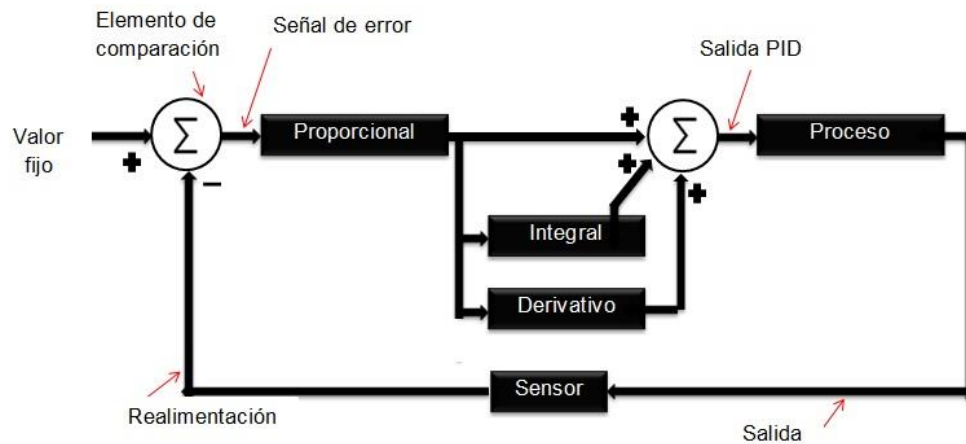 Elemento de
comparación
Señal de error
Salida PID
Valor
fijo
Σ
Proporcional
Σ
Proceso
+
−
+
+
+
Integral
Derivativo
Sensor
Realimentación
Salida